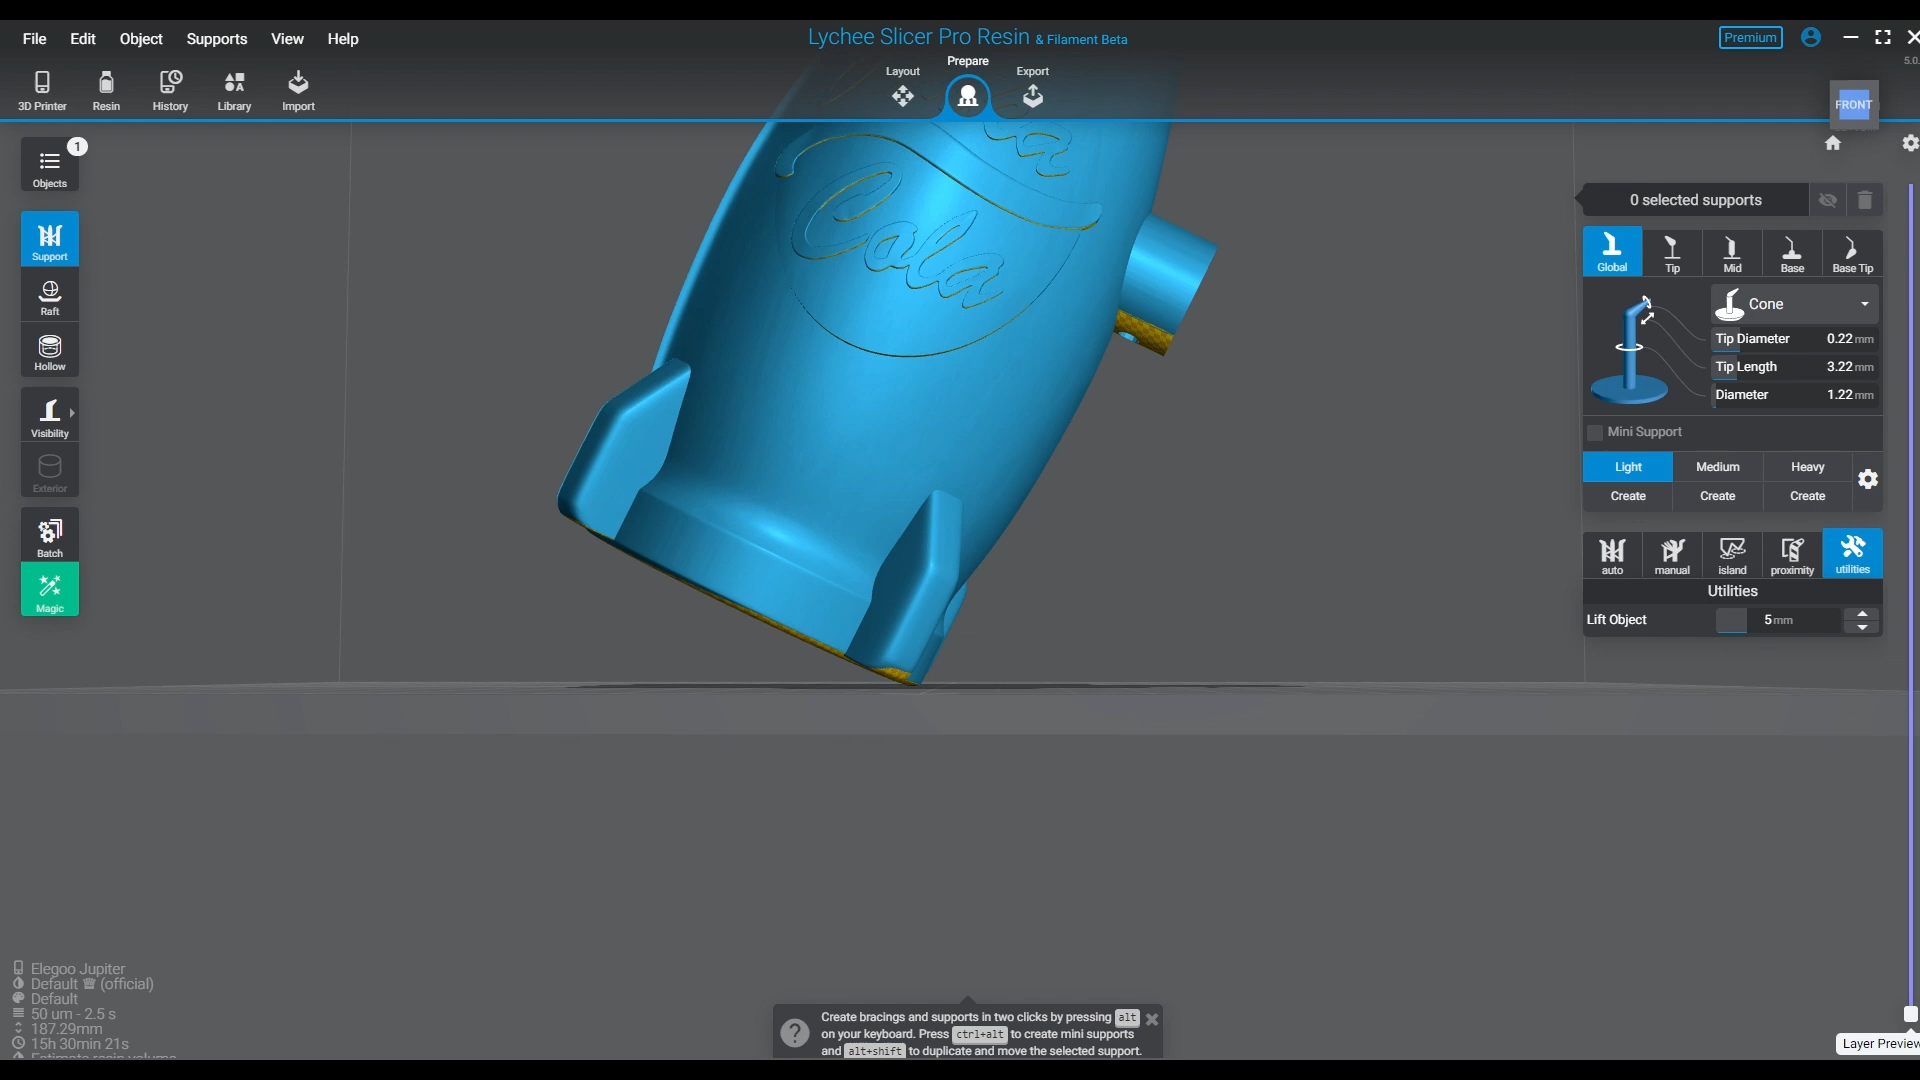 File Edit Object Supports View Help
Lychee Slicer Pro Resin & Filament Beta
Premium
5.0.
3D Printer Resin History Library Import
Layout Prepare Export
FRONT
1
Objects
Support
Raft
Hollow
Visibility
Exterior
Batch
Magic
Cola
0 selected supports
Global Tip Mid Base Base Tip
Cone
Tip Diameter 0.22 mm
Tip Length 3.22 mm
Diameter 1.22 mm
Mini Support
Light Medium Heavy
Create Create Create
auto manual island proximity utilities
Utilities
Lift Object 5 mm
Elegoo Jupiter
Default (official)
Default
50 um - 2.5 s
187.29mm
15h 30min 21s
Estimate resin volume
Create bracings and supports in two clicks by pressing alt
on your keyboard. Press ctrl+alt to create mini supports
and alt+shift to duplicate and move the selected support.
Layer Preview